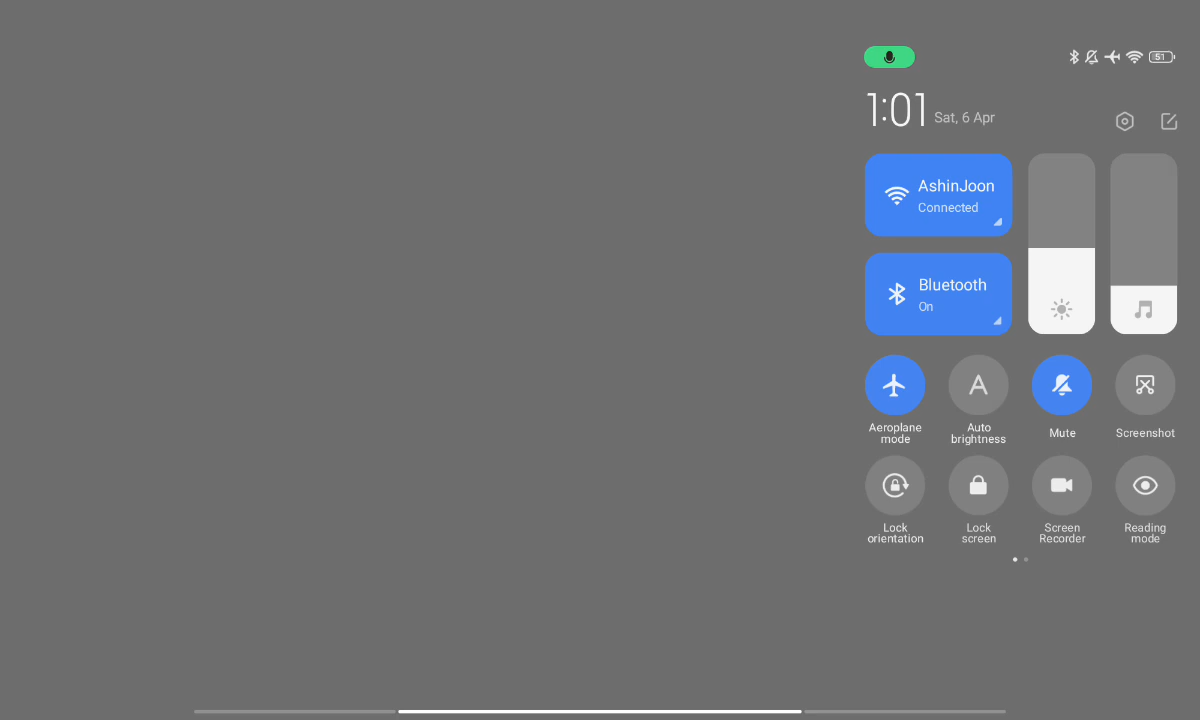 51
1:01 Sat, 6 Apr
AshinJoon
Connected
Bluetooth
On
A
Aeroplane
mode
Auto
brightness
Mute
Screenshot
Lock
orientation
Lock
screen
Screen
Recorder
Reading
mode